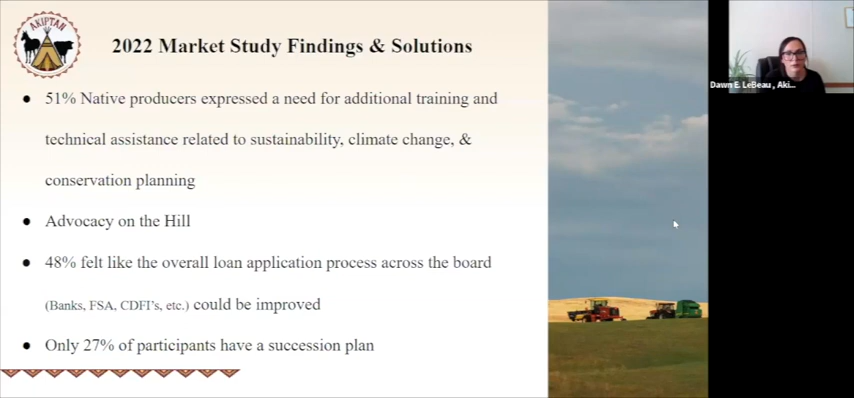 AKIPTAN
2022 Market Study Findings & Solutions
● 51% Native producers expressed a need for additional training and
technical assistance related to sustainability, climate change, &
conservation planning
● Advocacy on the Hill
● 48% felt like the overall loan application process across the board
(Banks, FSA, CDFI's, etc.) could be improved
● Only 27% of participants have a succession plan
Dawn E. LeBeau , Aki...